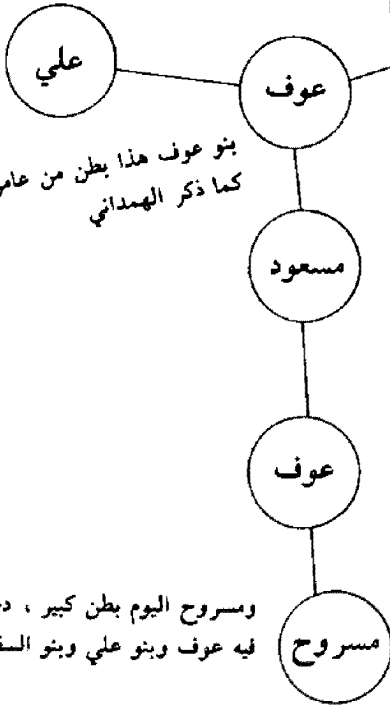 علي
عوف
بنو عوف هذا بطن من
كما ذكر الهمداني
مسعود
عوف
ومسروح اليوم بطن كبير ،
فيه عوف وبنو علي وبنو
مسروح